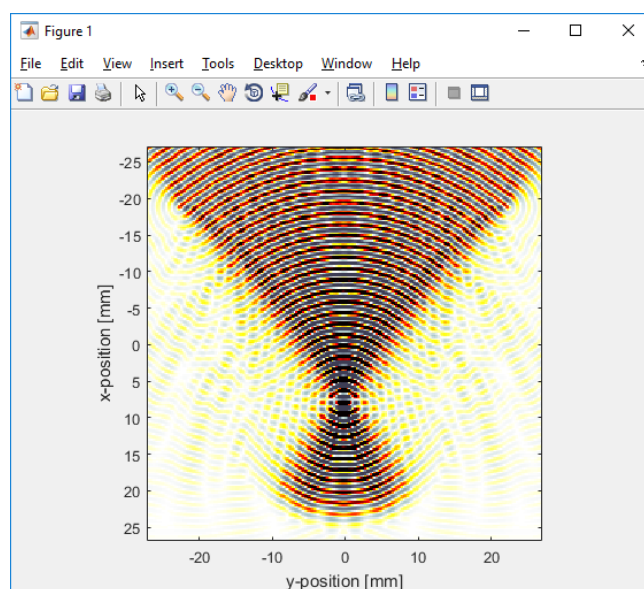 Figure 1
File Edit View Insert Tools Desktop Window Help
-25
-20
-15
-10
-5
0
5
10
15
20
25
x-position [mm]
-20 -10 0 10 20
y-position [mm]